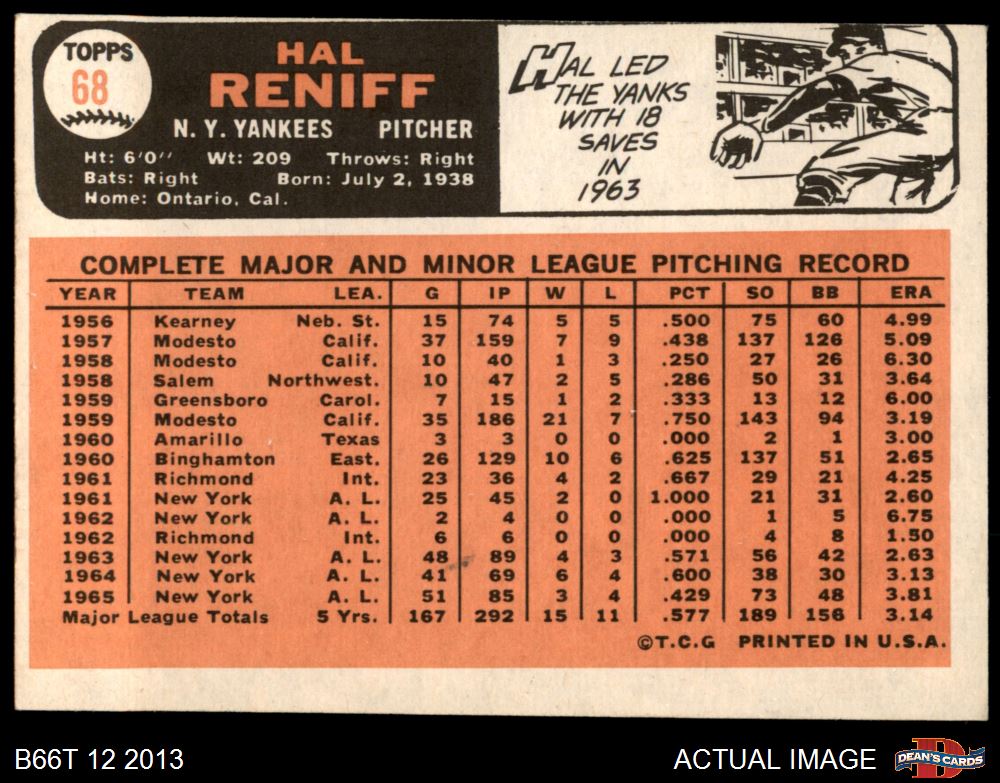 TOPPS
68
HAL
RENIFF
N. Y. YANKEES PITCHER
Ht: 6'0" Wt: 209 Throws: Right
Bats: Right Born: July 2, 1938
Home: Ontario, Cal.
HAL LED
THE YANKS
WITH 18
SAVES
IN
1963
COMPLETE MAJOR AND MINOR LEAGUE PITCHING RECORD
YEAR TEAM LEA. G IP W L PCT SO BB ERA
1956 Kearney Neb. St. 15 74 5 5 .500 75 60 4.99
1957 Modesto Calif. 37 159 7 9 .438 137 126 5.09
1958 Modesto Calif. 10 40 1 3 .250 27 26 6.30
1958 Salem Northwest. 10 47 2 5 .286 50 31 3.64
1959 Greensboro Carol. 7 15 1 2 .333 13 12 6.00
1959 Modesto Calif. 35 186 21 7 .750 143 94 3.19
1960 Amarillo Texas 3 3 0 0 .000 2 1 3.00
1960 Binghamton East. 26 129 10 6 .625 137 51 2.65
1961 Richmond Int. 23 36 4 2 .667 29 21 4.25
1961 New York A. L. 25 45 2 0 1.000 21 31 2.60
1962 New York A. L. 2 4 0 0 .000 1 5 6.75
1962 Richmond Int. 6 6 0 0 .000 4 8 1.50
1963 New York A. L. 48 89 4 3 .571 56 42 2.63
1964 New York A. L. 41 69 6 4 .600 38 30 3.13
1965 New York A. L. 51 85 3 4 .429 73 48 3.81
Major League Totals 5 Yrs. 167 292 15 11 .577 189 156 3.14
©T.C.G PRINTED IN U.S.A.
B66T 12 2013
ACTUAL IMAGE
D
DEAN'S CARDS